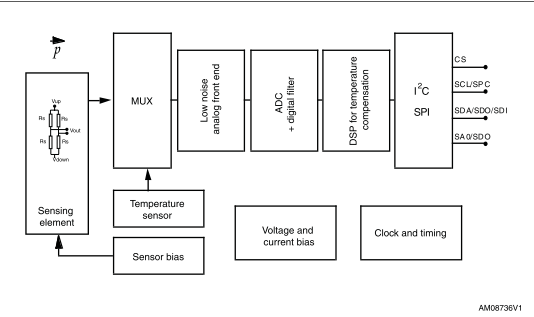 p
Vup
Rs
Rs
Vout
Rs
Rs
Vdown
Sensing
element
MUX
Low noise
analog front end
ADC
+ digital filter
DSP for temperature
compensation
I²C
SPI
CS
SCL/SPC
SDA/SDO/SDI
SA0/SDO
Temperature
sensor
Sensor bias
Voltage and
current bias
Clock and timing
AM08736V1